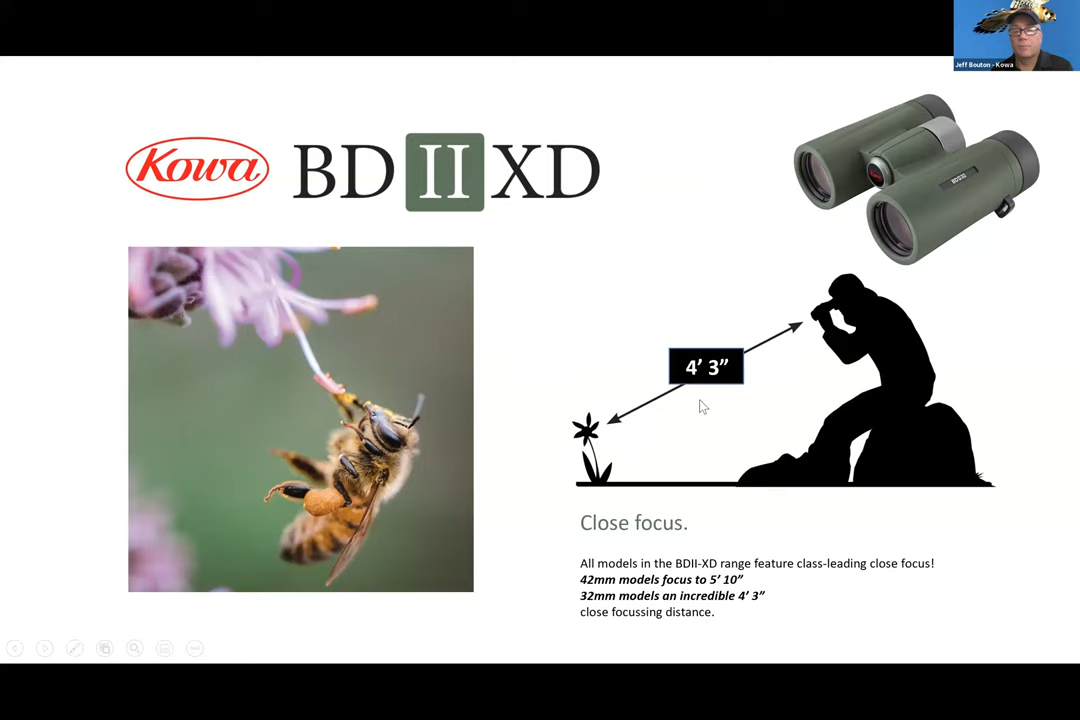 Jeff Bouton - Kowa
Kowa BD II XD
4’ 3”
Close focus.
All models in the BDII-XD range feature class-leading close focus!
42mm models focus to 5’ 10”
32mm models an incredible 4’ 3”
close focussing distance.